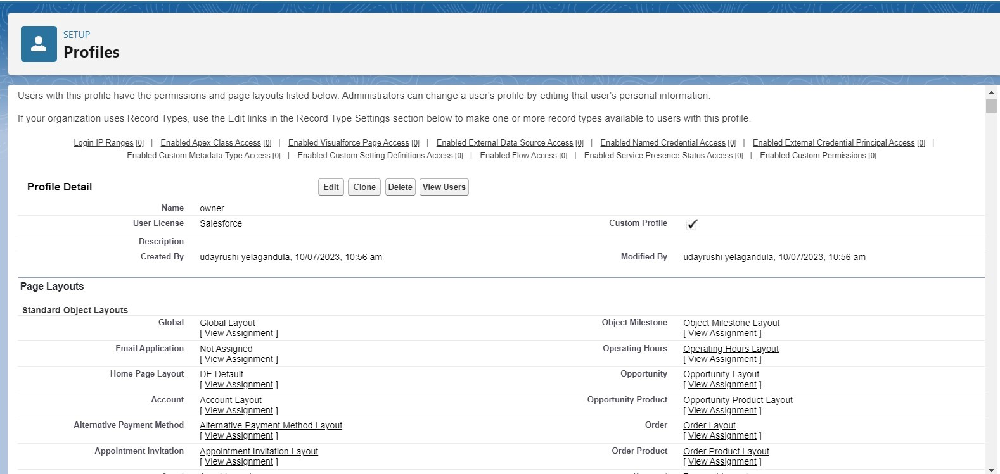 SETUP
Profiles
Users with this profile have the permissions and page layouts listed below. Administrators can change a user's profile by editing that user's personal information.
If your organization uses Record Types, use the Edit links in the Record Type Settings section below to make one or more record types available to users with this profile.
Login IP Ranges [0] | Enabled Apex Class Access [0] | Enabled Visualforce Page Access [0] | Enabled External Data Source Access [0] | Enabled Named Credential Access [0] | Enabled External Credential Principal Access [0] |
Enabled Custom Metadata Type Access [0] | Enabled Custom Setting Definitions Access [0] | Enabled Flow Access [0] | Enabled Service Presence Status Access [0] | Enabled Custom Permissions [0]
Profile Detail Edit Clone Delete View Users
Name owner
User License Salesforce Custom Profile
Description
Created By udayrushi yelagandula, 10/07/2023, 10:56 am Modified By udayrushi yelagandula, 10/07/2023, 10:56 am
Page Layouts
Standard Object Layouts
Global Global Layout Object Milestone Object Milestone Layout
[ View Assignment ] [ View Assignment ]
Email Application Not Assigned Operating Hours Operating Hours Layout
[ View Assignment ] [ View Assignment ]
Home Page Layout DE Default Opportunity Opportunity Layout
[ View Assignment ] [ View Assignment ]
Account Account Layout Opportunity Product Opportunity Product Layout
[ View Assignment ] [ View Assignment ]
Alternative Payment Method Alternative Payment Method Layout Order Order Layout
[ View Assignment ] [ View Assignment ]
Appointment Invitation Appointment Invitation Layout Order Product Order Product Layout
[ View Assignment ] [ View Assignment ]